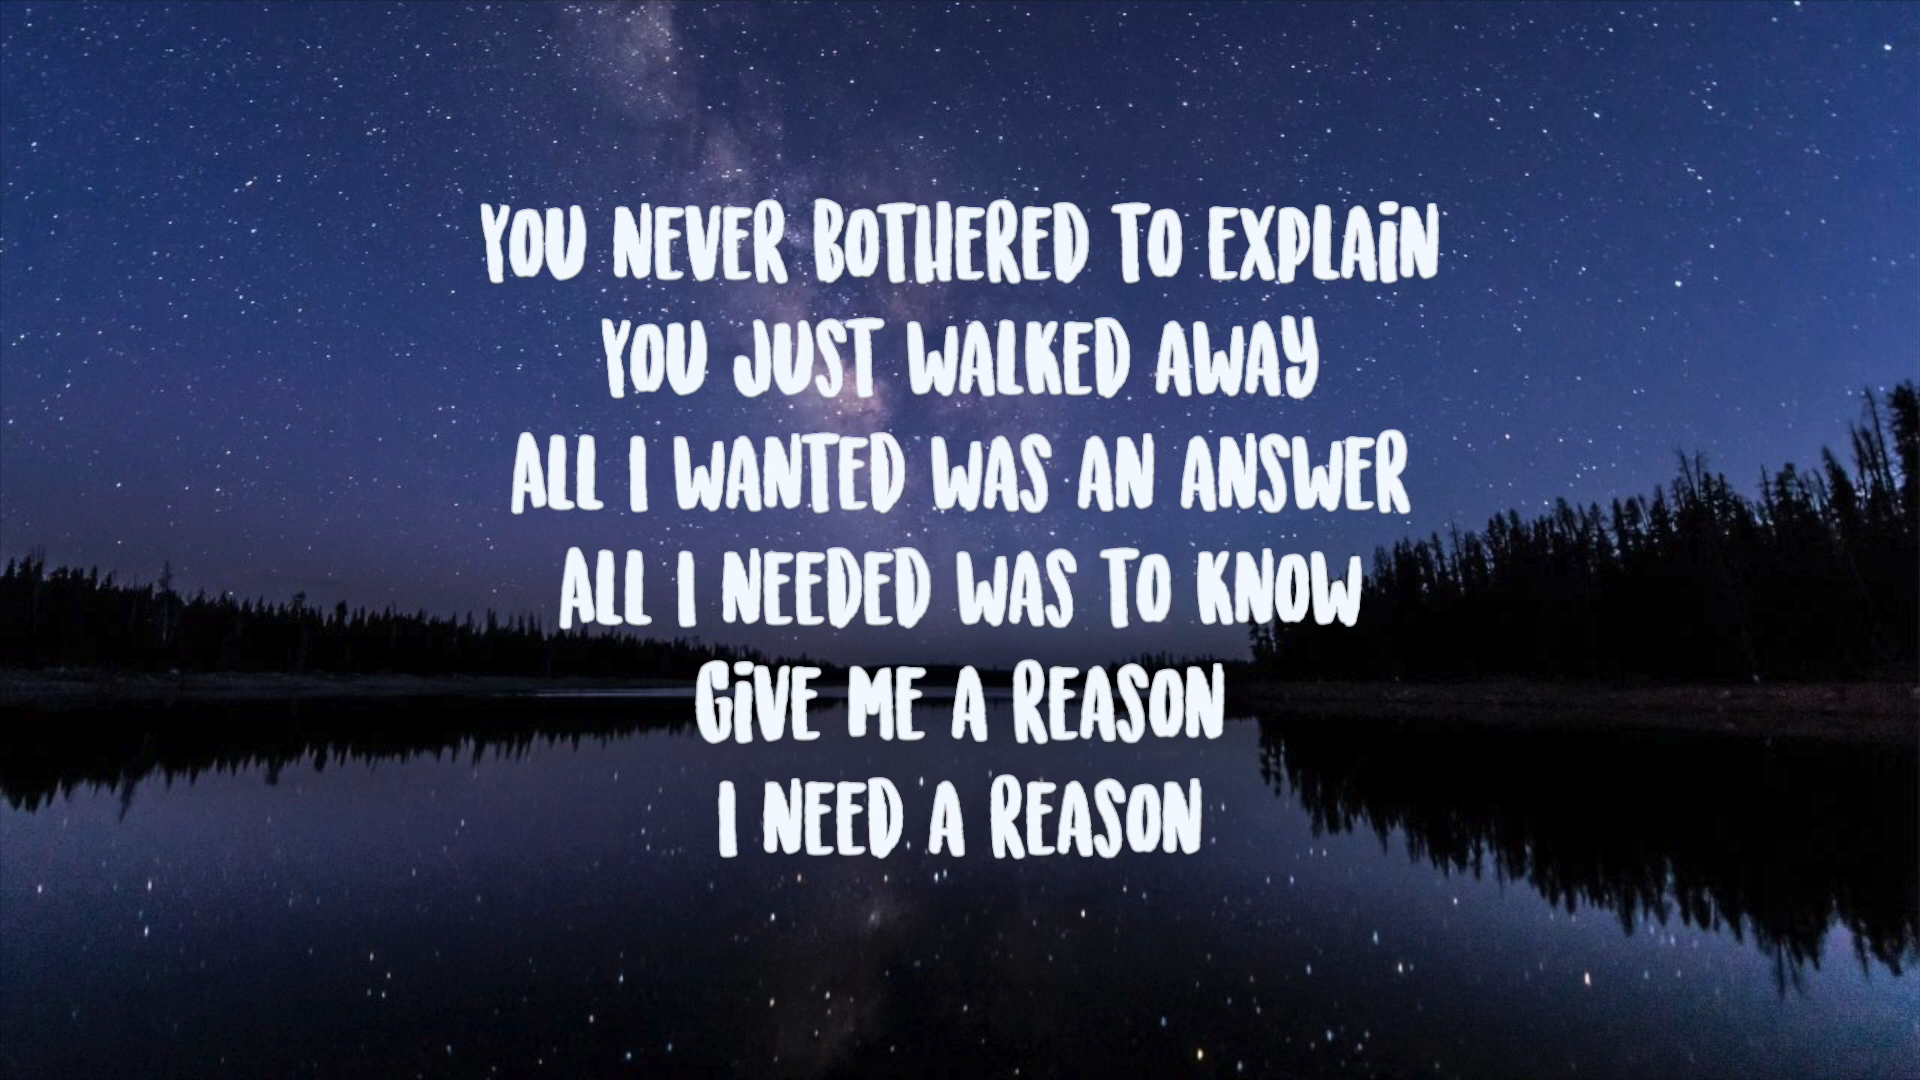 YOU NEVER BOTHERED TO EXPLAIN
YOU JUST WALKED AWAY
ALL I WANTED WAS AN ANSWER
ALL I NEEDED WAS TO KNOW
GIVE ME A REASON
I NEED A REASON